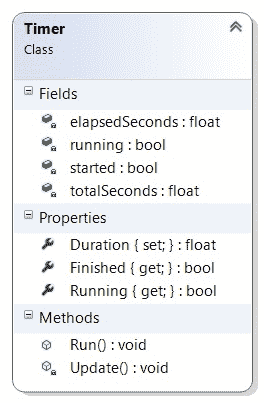 Timer
Class
Fields
elapsedSeconds : float
running : bool
started : bool
totalSeconds : float
Properties
Duration { set; } : float
Finished { get; } : bool
Running { get; } : bool
Methods
Run() : void
Update() : void